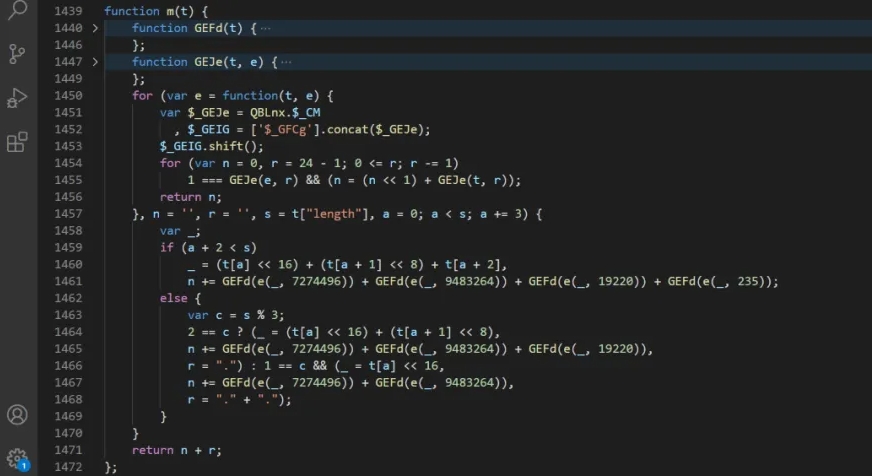 1439 function m(t) {
1440 function GEFd(t) { ···
1446 };
1447 function GEJe(t, e) { ···
1449 };
1450 for (var e = function(t, e) {
1451 var $_GEJe = QBLnx.$_CM
1452 , $_GEIG = ['$_GFCg'].concat($_GEJe);
1453 $_GEIG.shift();
1454 for (var n = 0, r = 24 - 1; 0 <= r; r -= 1)
1455 1 === GEJe(e, r) && (n = (n << 1) + GEJe(t, r));
1456 return n;
1457 }, n = '', r = '', s = t["length"], a = 0; a < s; a += 3) {
1458 var _;
1459 if (a + 2 < s)
1460 _ = (t[a] << 16) + (t[a + 1] << 8) + t[a + 2],
1461 n += GEFd(e(_, 7274496)) + GEFd(e(_, 9483264)) + GEFd(e(_, 19220)) + GEFd(e(_, 235));
1462 else {
1463 var c = s % 3;
1464 2 == c ? (_ = (t[a] << 16) + (t[a + 1] << 8),
1465 n += GEFd(e(_, 7274496)) + GEFd(e(_, 9483264)) + GEFd(e(_, 19220)),
1466 r = ".") : 1 == c && (_ = t[a] << 16,
1467 n += GEFd(e(_, 7274496)) + GEFd(e(_, 9483264)),
1468 r = "." + ".");
1469 }
1470 }
1471 return n + r;
1472 };
1